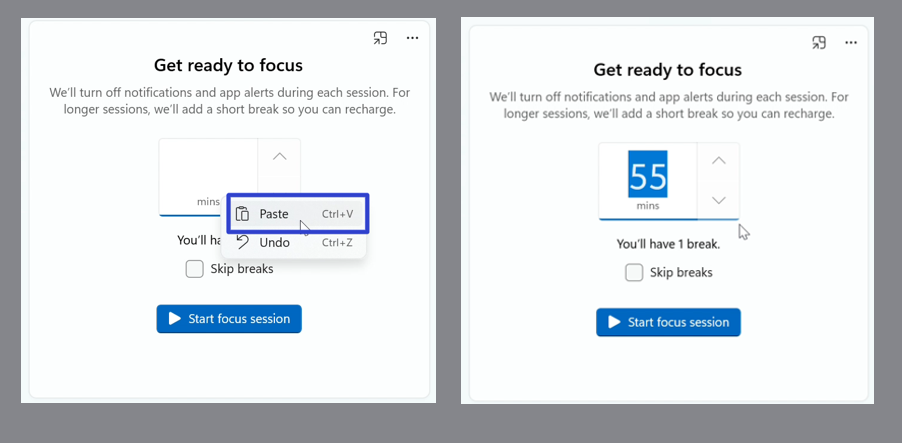 Get ready to focus
We'll turn off notifications and app alerts during each session. For
longer sessions, we'll add a short break so you can recharge.
mins
Paste Ctrl+V
Undo Ctrl+Z
You'll ha
Skip breaks
Start focus session
Get ready to focus
We'll turn off notifications and app alerts during each session. For
longer sessions, we'll add a short break so you can recharge.
55
mins
You'll have 1 break.
Skip breaks
Start focus session